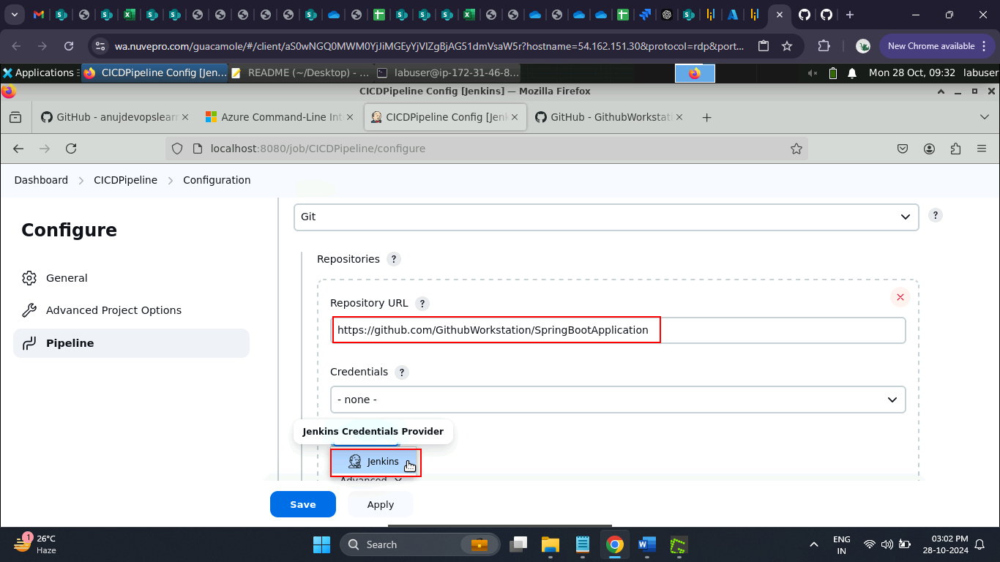 wa.nuvepro.com/guacamole/#/client/aS0wNGQ0MWM0YjJiMGEyYjVlZgBjAG51dmVsaW5r?hostname=54.162.151.30&protocol=rdp&port...
New Chrome available
Applications
CICDPipeline Config [Jen...
README (~/Desktop) - ...
labuser@ip-172-31-46-8...
Mon 28 Oct, 09:32
labuser
CICDPipeline Config [Jenkins] — Mozilla Firefox
GitHub - anujdevopslearn
Azure Command-Line Int
CICDPipeline Config [Jenk
GitHub - GithubWorkstati
localhost:8080/job/CICDPipeline/configure
Dashboard
CICDPipeline
Configuration
Configure
General
Advanced Project Options
Pipeline
Git
?
Repositories ?
Repository URL ?
https://github.com/GithubWorkstation/SpringBootApplication
Credentials ?
- none -
Jenkins Credentials Provider
Jenkins
Advanced
Save
Apply
1
26°C
Haze
Search
ENG
IN
03:02 PM
28-10-2024